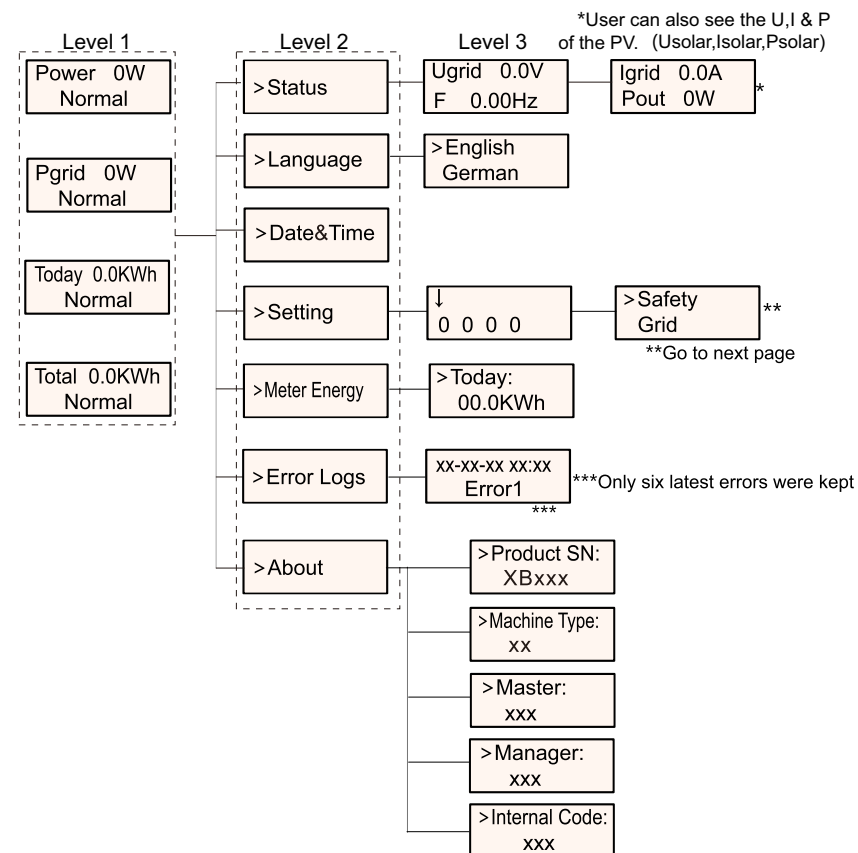 *User can also see the U,I & P
of the PV. (Usolar,Isolar,Psolar)
Level 1
Level 2
Level 3
Power 0W
Normal
Pgrid 0W
Normal
Today 0.0KWh
Normal
Total 0.0KWh
Normal
>Status
Ugrid 0.0V
F 0.00Hz
Igrid 0.0A
Pout 0W
*
>Language
>English
German
>Date&Time
>Setting
↓
0 0 0 0
>Safety
Grid
**
**Go to next page
>Meter Energy
>Today:
00.0KWh
>Error Logs
xx-xx-xx xx:xx
Error1
***Only six latest errors were kept
***
>About
>Product SN:
XBxxx
>Machine Type:
xx
>Master:
xxx
>Manager:
xxx
>Internal Code:
xxx